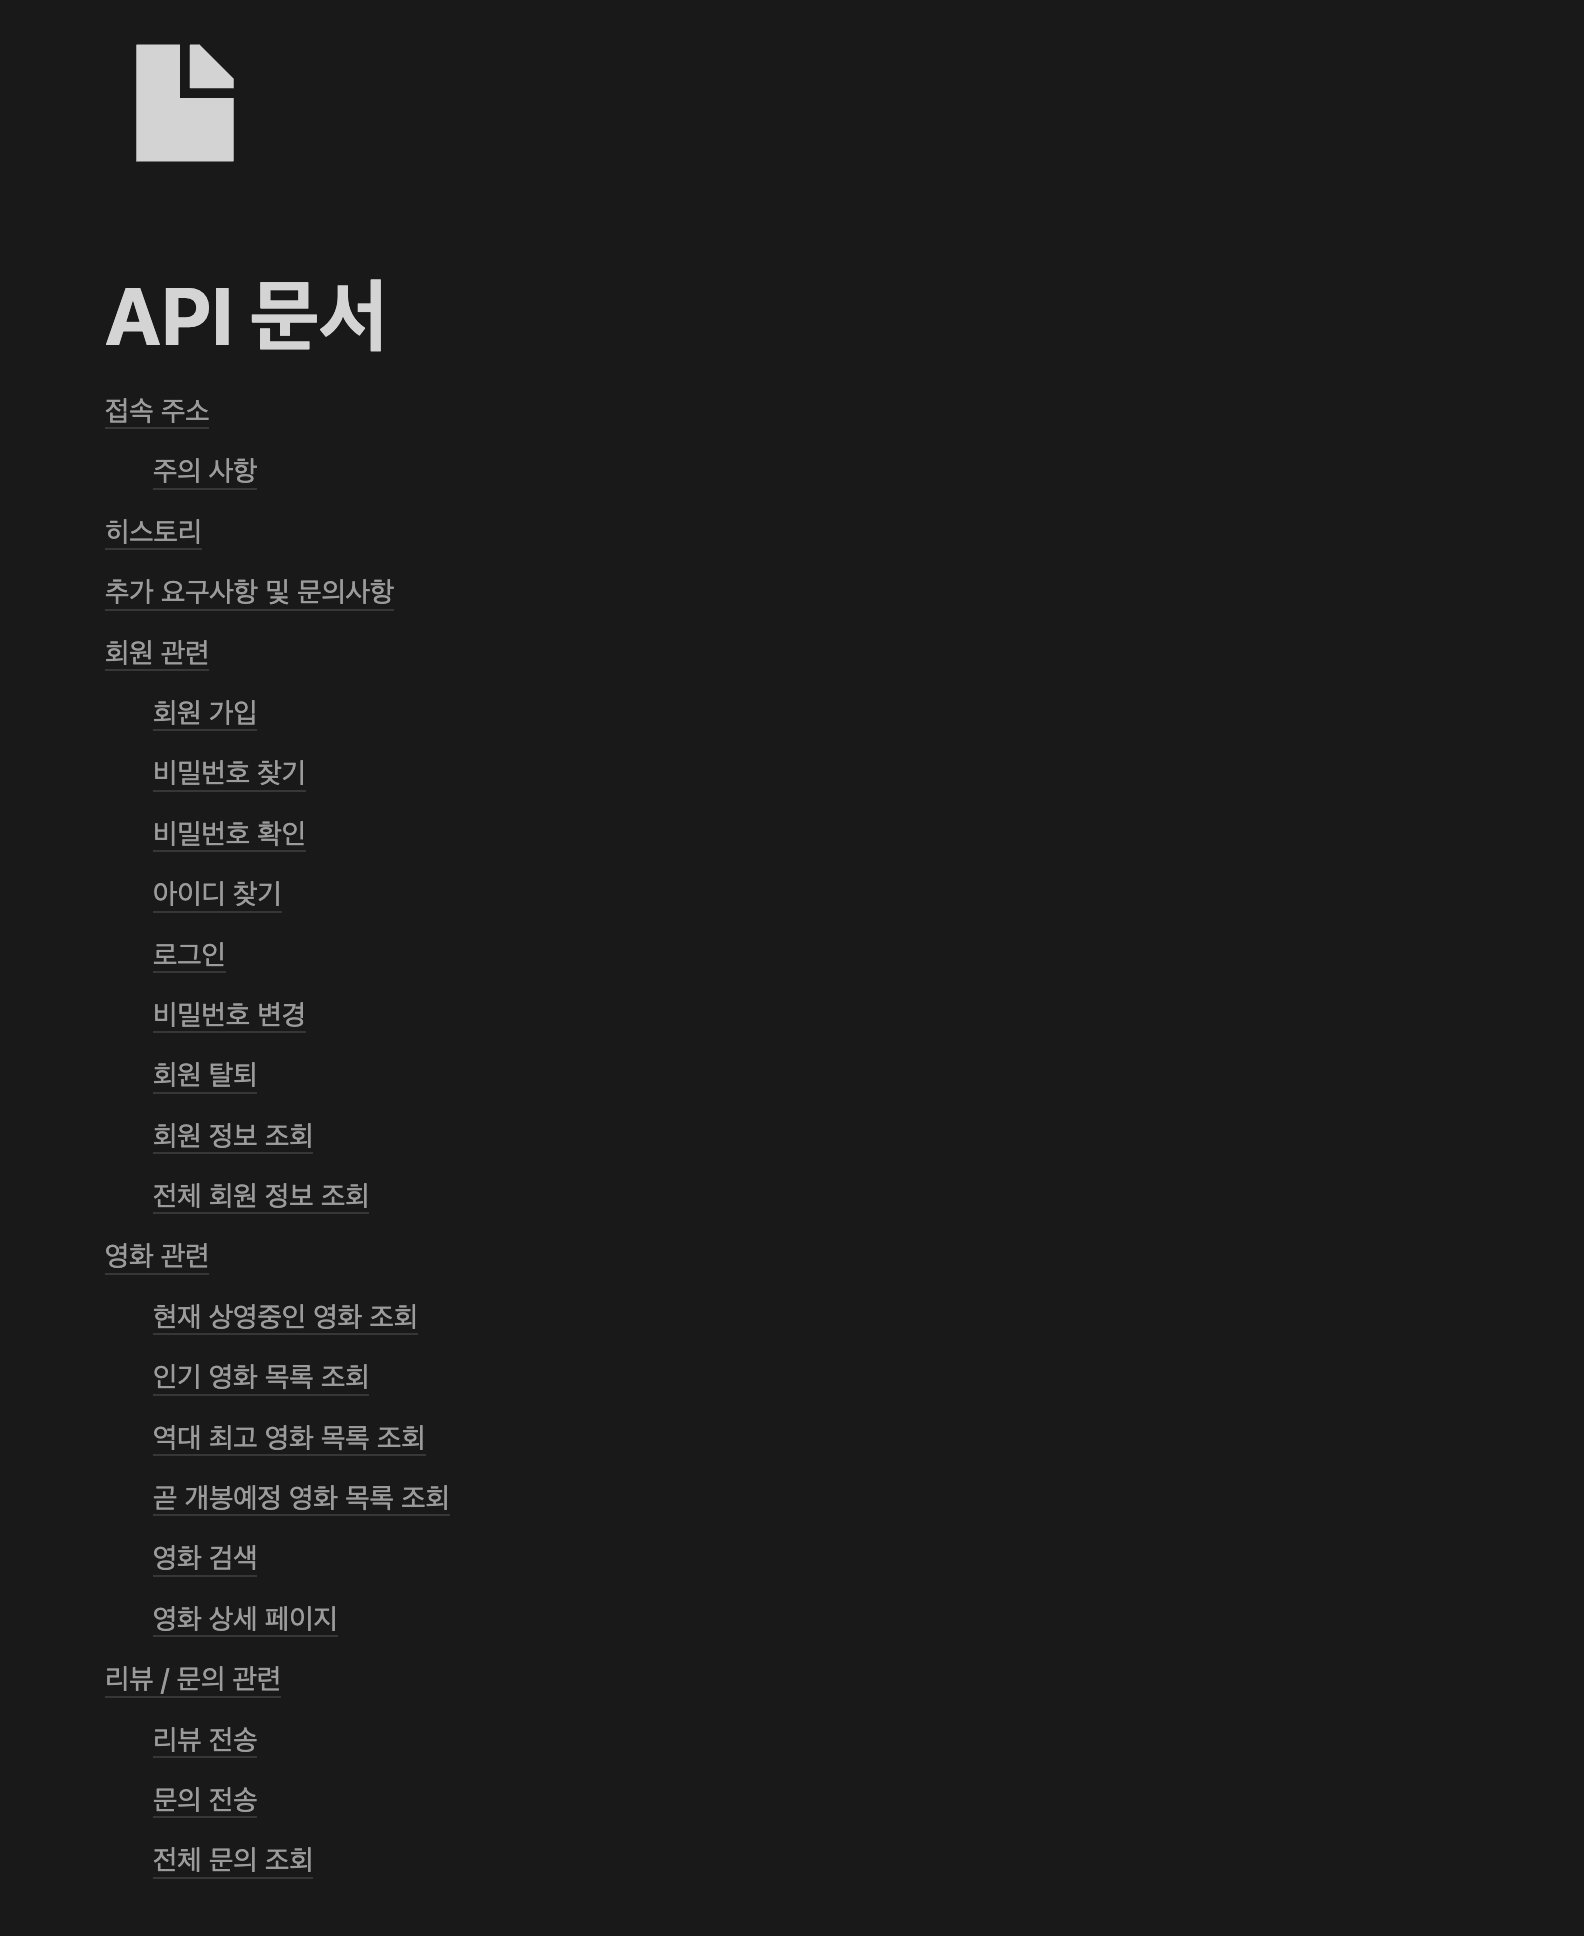 API 문서
접속 주소
주의 사항
히스토리
추가 요구사항 및 문의사항
회원 관련
회원 가입
비밀번호 찾기
비밀번호 확인
아이디 찾기
로그인
비밀번호 변경
회원 탈퇴
회원 정보 조회
전체 회원 정보 조회
영화 관련
현재 상영중인 영화 조회
인기 영화 목록 조회
역대 최고 영화 목록 조회
곧 개봉예정 영화 목록 조회
영화 검색
영화 상세 페이지
리뷰 / 문의 관련
리뷰 전송
문의 전송
전체 문의 조회